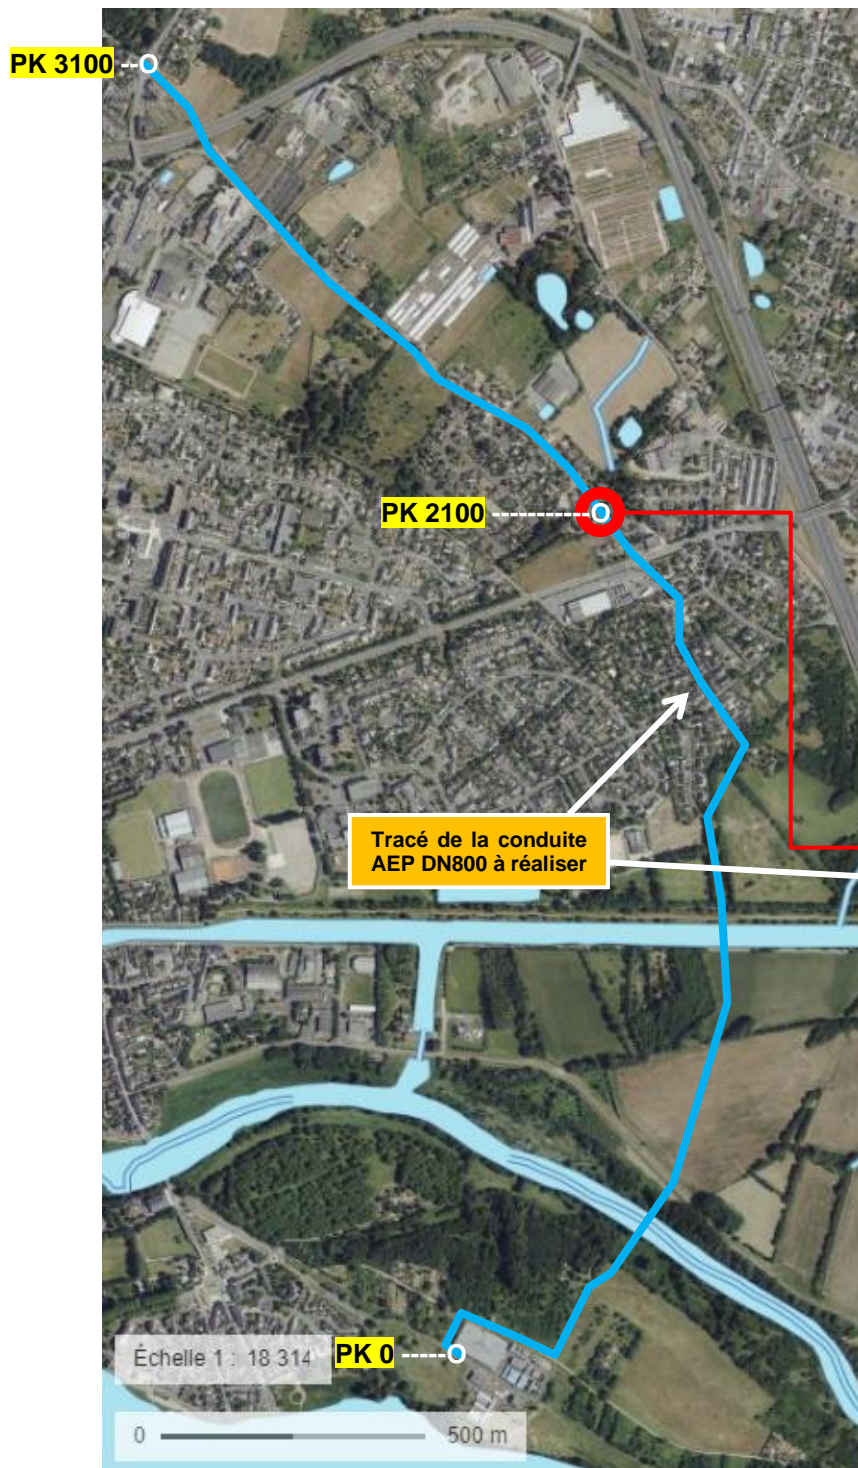 PK 3100
PK 2100
Tracé de la conduite
AEP DN800 à réaliser
Échelle 1 : 18 314
PK 0
0 500 m